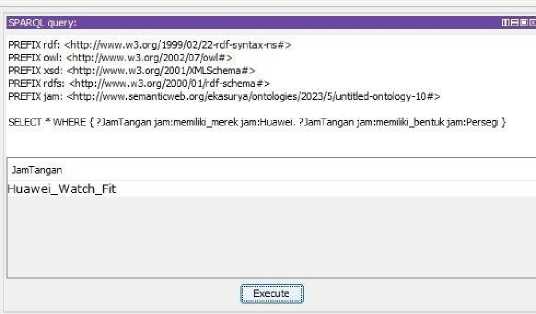 SPARQL query:
PREFIX rdf: <http://www.w3.org/1999/02/22-rdf-syntax-ns#>
PREFIX owl: <http://www.w3.org/2002/07/owl#>
PREFIX xsd: <http://www.w3.org/2001/XMLSchema#>
PREFIX rdfs: <http://www.w3.org/2000/01/rdf-schema#>
PREFIX jam: <http://www.semanticweb.org/ekasurya/ontologies/2023/5/untitled-ontology-10#>
SELECT * WHERE { ?JamTangan jam:memiliki_merek jam:Huawei. ?JamTangan jam:memiliki_bentuk jam:Persegi }
JamTangan
Huawei_Watch_Fit
Execute